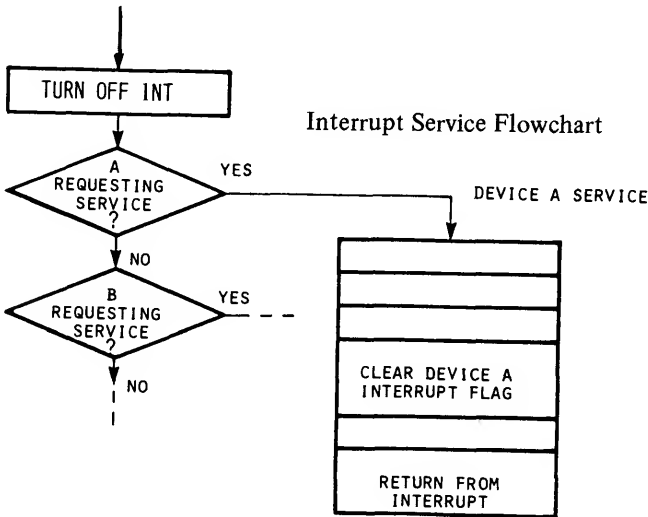 TURN OFF INT
Interrupt Service Flowchart
A
REQUESTING
SERVICE
?
YES
DEVICE A SERVICE
NO
B
REQUESTING
SERVICE
?
YES
NO
CLEAR DEVICE A
INTERRUPT FLAG
RETURN FROM
INTERRUPT